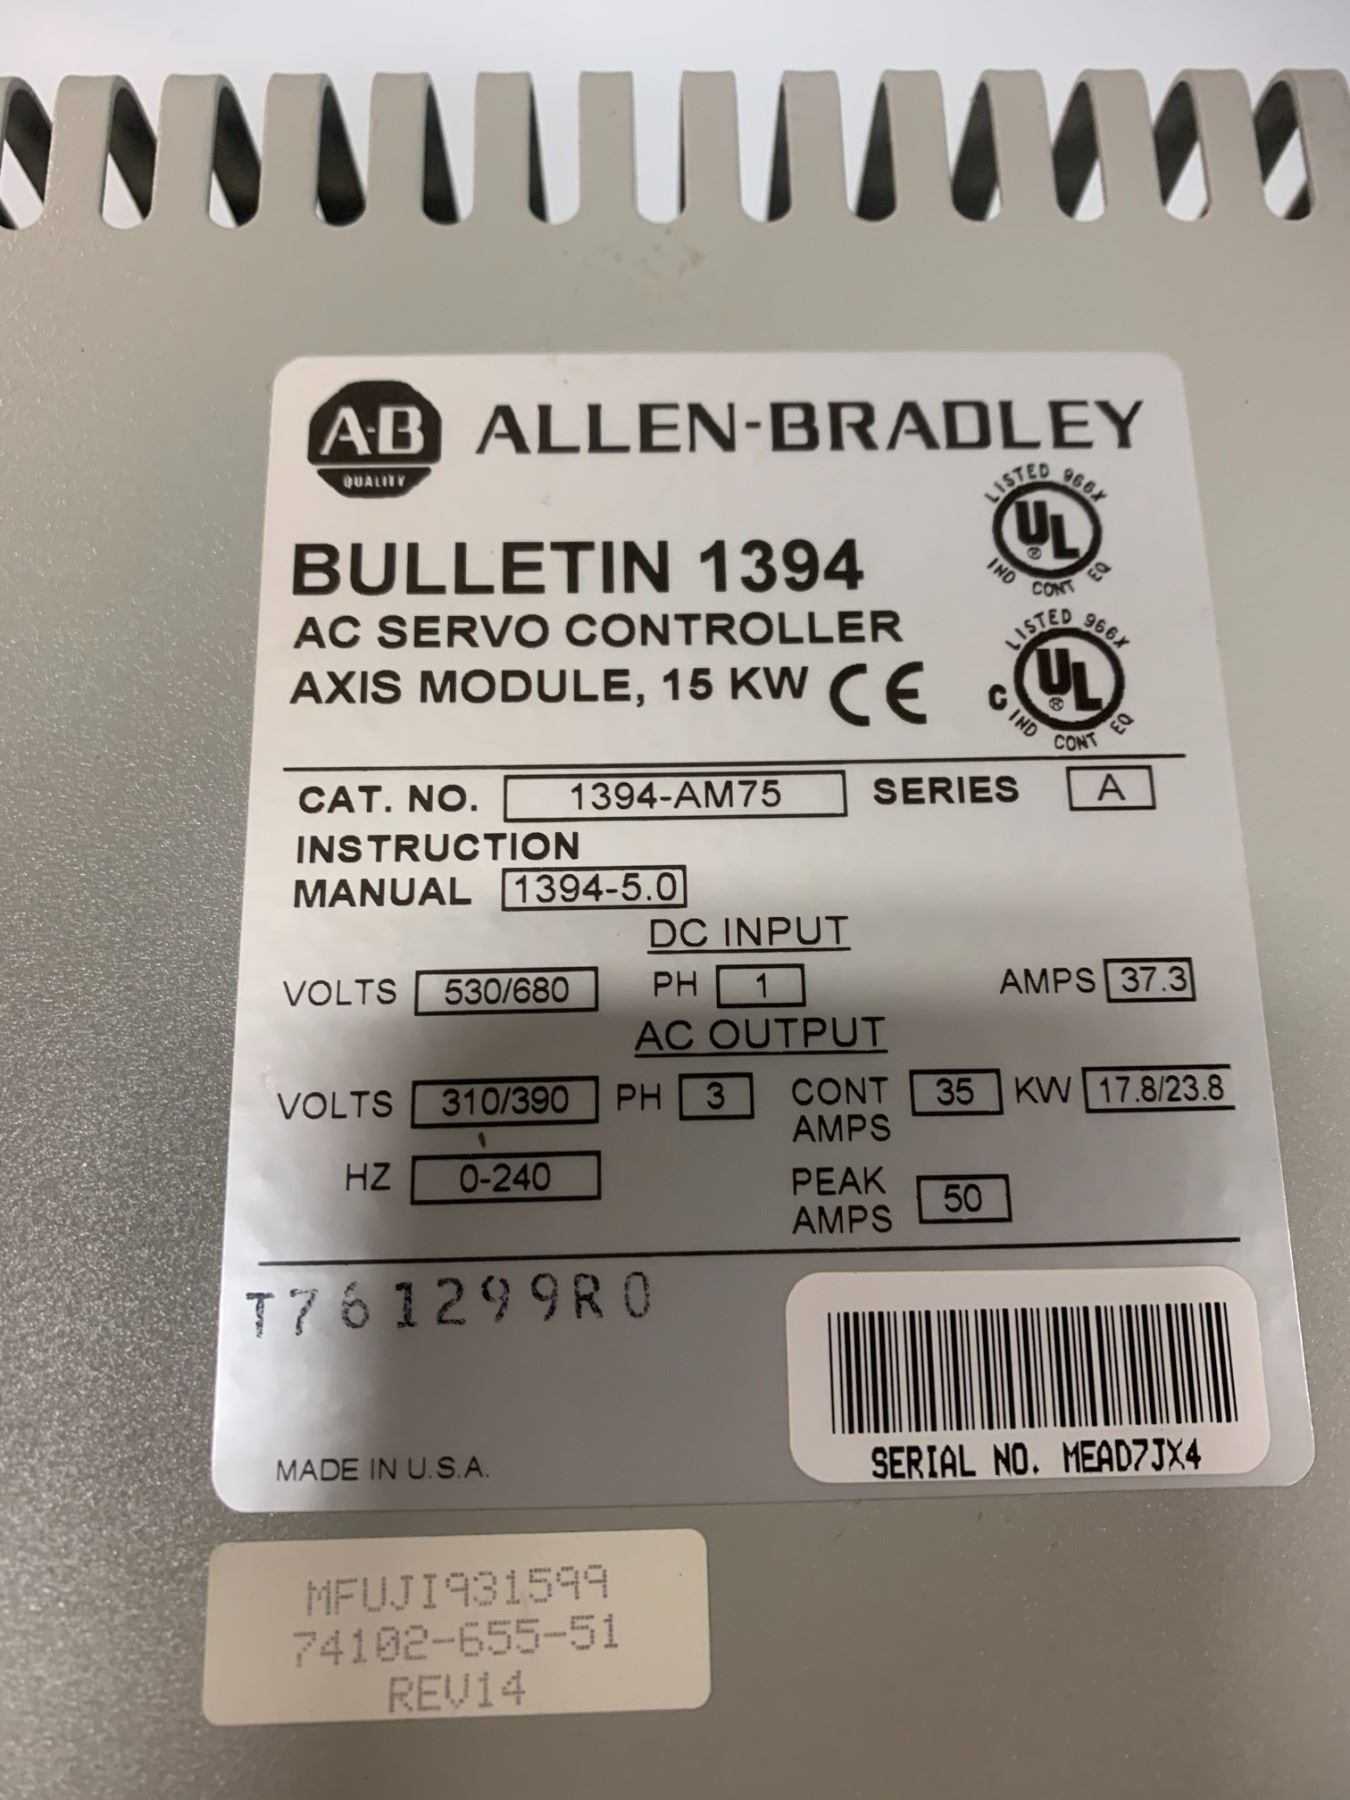 A-B QUALITY ALLEN-BRADLEY
LISTED 966X
UL ®
IND CONT EQ
BULLETIN 1394
AC SERVO CONTROLLER
AXIS MODULE, 15 KW CE
LISTED 966X
C UL ®
IND CONT EQ
CAT. NO. 1394-AM75 SERIES A
INSTRUCTION
MANUAL 1394-5.0
DC INPUT
VOLTS 530/680 PH 1 AMPS 37.3
AC OUTPUT
VOLTS 310/390 PH 3 CONT AMPS 35 KW 17.8/23.8
HZ 0-240 PEAK AMPS 50
T761299R0
MADE IN U.S.A.
SERIAL NO. MEAD7JX4
MFUJI931599
74102-655-51
REV14